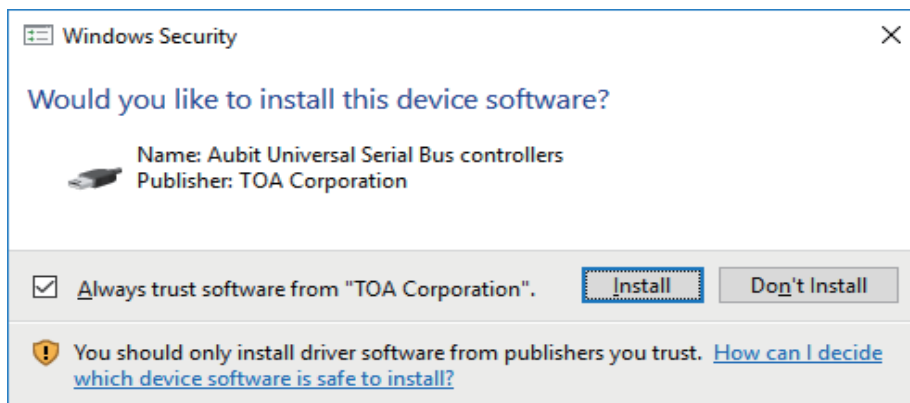 Windows Security
Would you like to install this device software?
Name: Aubit Universal Serial Bus controllers
Publisher: TOA Corporation
Always trust software from "TOA Corporation".
Install
Don't Install
You should only install driver software from publishers you trust. How can I decide
which device software is safe to install?